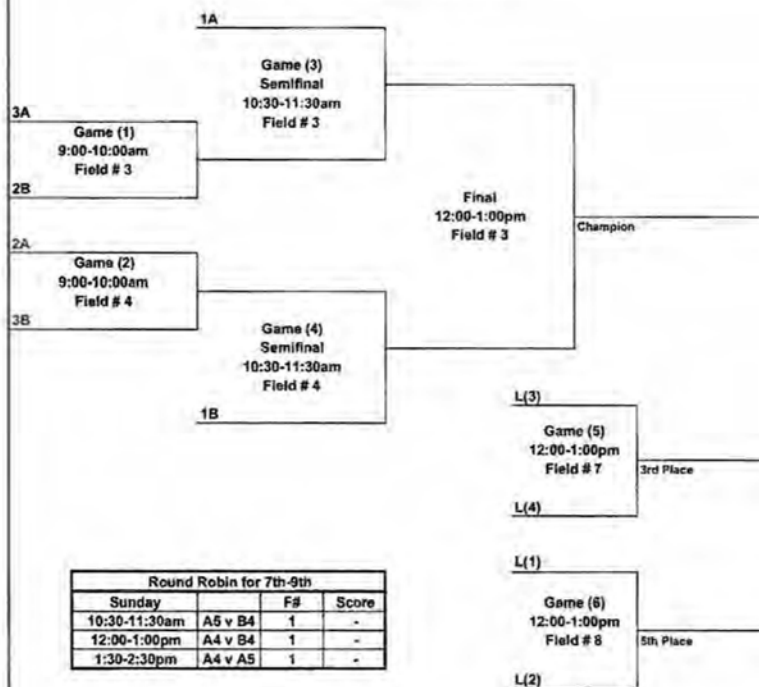 1A
Game (3)
Semifinal
10:30-11:30am
Field # 3
3A
Game (1)
9:00-10:00am
Field # 3
2B
Final
12:00-1:00pm
Field # 3
Champion
2A
Game (2)
9:00-10:00am
Field # 4
3B
Game (4)
Semifinal
10:30-11:30am
Field # 4
1B
L(3)
Game (5)
12:00-1:00pm
Field # 7
3rd Place
L(4)
L(1)
Game (6)
12:00-1:00pm
Field # 8
5th Place
L(2)
Round Robin for 7th-9th
Sunday F# Score
10:30-11:30am A5 v B4 1 -
12:00-1:00pm A4 v B4 1 -
1:30-2:30pm A4 v A5 1 -